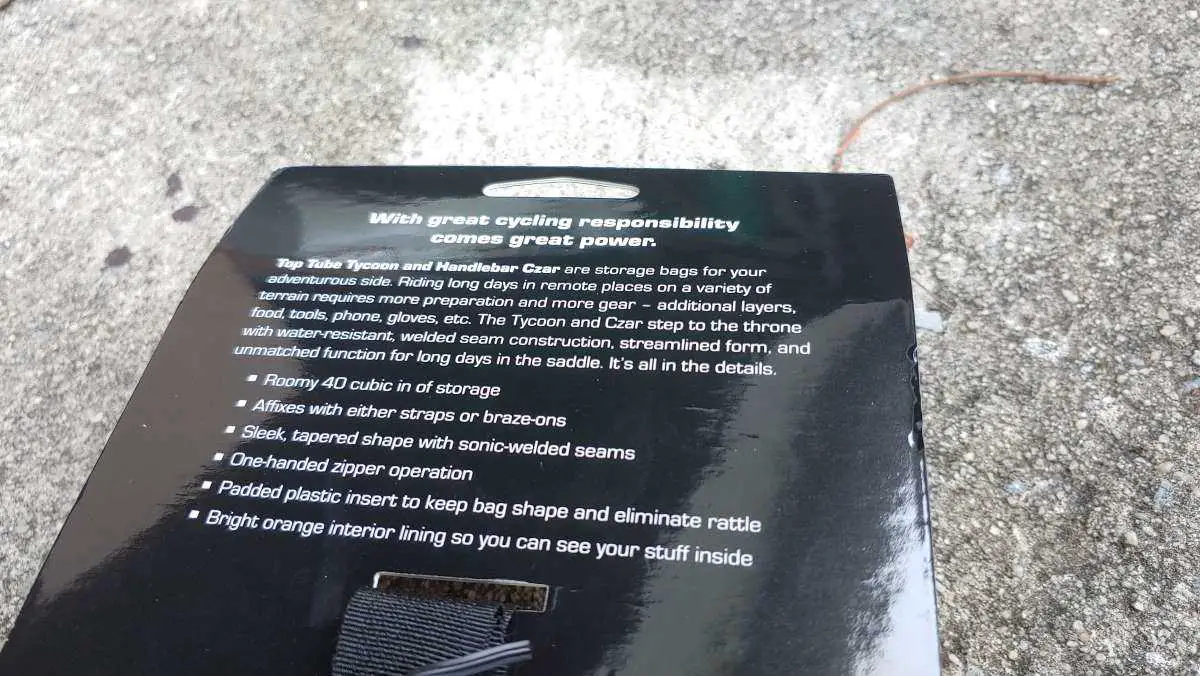 With great cycling responsibility
comes great power.
Top Tube Tycoon and Handlebar Czar are storage bags for your
adventurous side. Riding long days in remote places on a variety of
terrain requires more preparation and more gear – additional layers,
food, tools, phone, gloves, etc. The Tycoon and Czar step to the throne
with water-resistant, welded seam construction, streamlined form, and
unmatched function for long days in the saddle. It's all in the details.
▪ Roomy 40 cubic in of storage
▪ Affixes with either straps or braze-ons
▪ Sleek, tapered shape with sonic-welded seams
▪ One-handed zipper operation
▪ Padded plastic insert to keep bag shape and eliminate rattle
▪ Bright orange interior lining so you can see your stuff inside